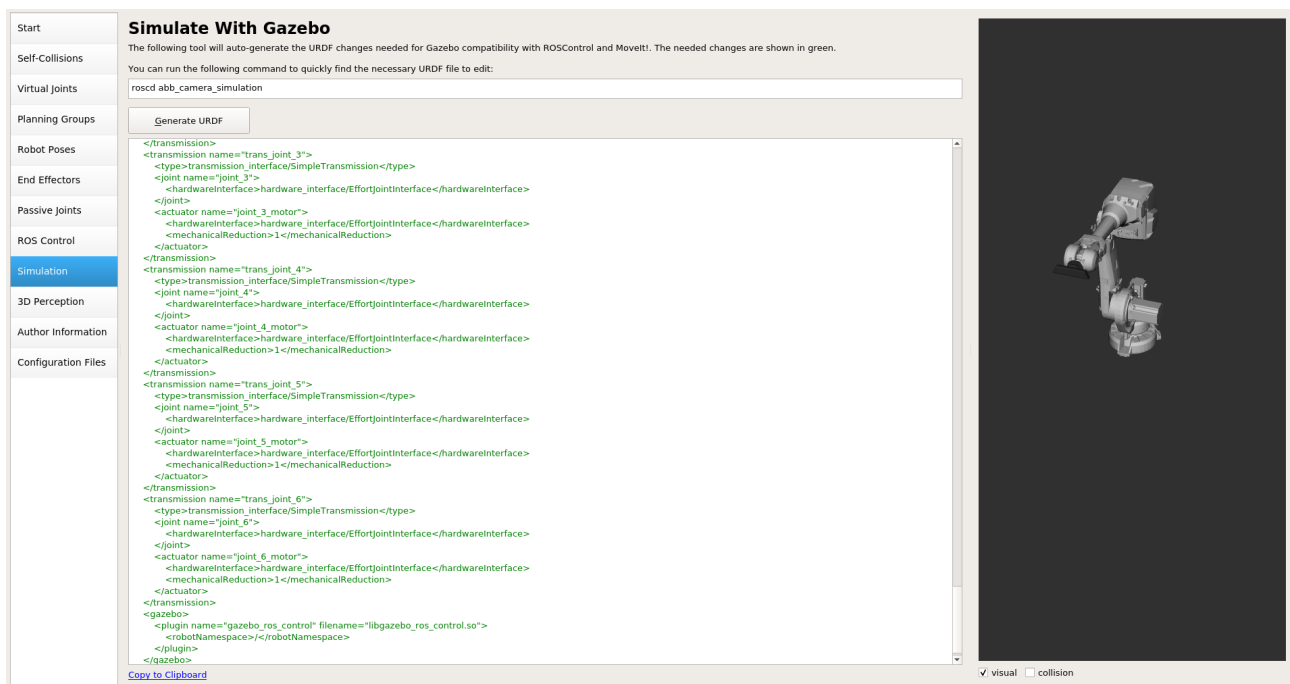 Start
Self-Collisions
Virtual Joints
Planning Groups
Robot Poses
End Effectors
Passive Joints
ROS Control
Simulation
3D Perception
Author Information
Configuration Files
Simulate With Gazebo
The following tool will auto-generate the URDF changes needed for Gazebo compatibility with ROSControl and MoveIt!. The needed changes are shown in green.
You can run the following command to quickly find the necessary URDF file to edit:
roscd abb_camera_simulation
Generate URDF
</transmission>
<transmission name="trans_joint_3">
<type>transmission_interface/SimpleTransmission</type>
<joint name="joint_3">
<hardwareInterface>hardware_interface/EffortJointInterface</hardwareInterface>
</joint>
<actuator name="joint_3_motor">
<hardwareInterface>hardware_interface/EffortJointInterface</hardwareInterface>
<mechanicalReduction>1</mechanicalReduction>
</actuator>
</transmission>
<transmission name="trans_joint_4">
<type>transmission_interface/SimpleTransmission</type>
<joint name="joint_4">
<hardwareInterface>hardware_interface/EffortJointInterface</hardwareInterface>
</joint>
<actuator name="joint_4_motor">
<hardwareInterface>hardware_interface/EffortJointInterface</hardwareInterface>
<mechanicalReduction>1</mechanicalReduction>
</actuator>
</transmission>
<transmission name="trans_joint_5">
<type>transmission_interface/SimpleTransmission</type>
<joint name="joint_5">
<hardwareInterface>hardware_interface/EffortJointInterface</hardwareInterface>
</joint>
<actuator name="joint_5_motor">
<hardwareInterface>hardware_interface/EffortJointInterface</hardwareInterface>
<mechanicalReduction>1</mechanicalReduction>
</actuator>
</transmission>
<transmission name="trans_joint_6">
<type>transmission_interface/SimpleTransmission</type>
<joint name="joint_6">
<hardwareInterface>hardware_interface/EffortJointInterface</hardwareInterface>
</joint>
<actuator name="joint_6_motor">
<hardwareInterface>hardware_interface/EffortJointInterface</hardwareInterface>
<mechanicalReduction>1</mechanicalReduction>
</actuator>
</transmission>
<gazebo>
<plugin name="gazebo_ros_control" filename="libgazebo_ros_control.so">
<robotNamespace>/</robotNamespace>
</plugin>
</gazebo>
Copy to Clipboard
visual collision